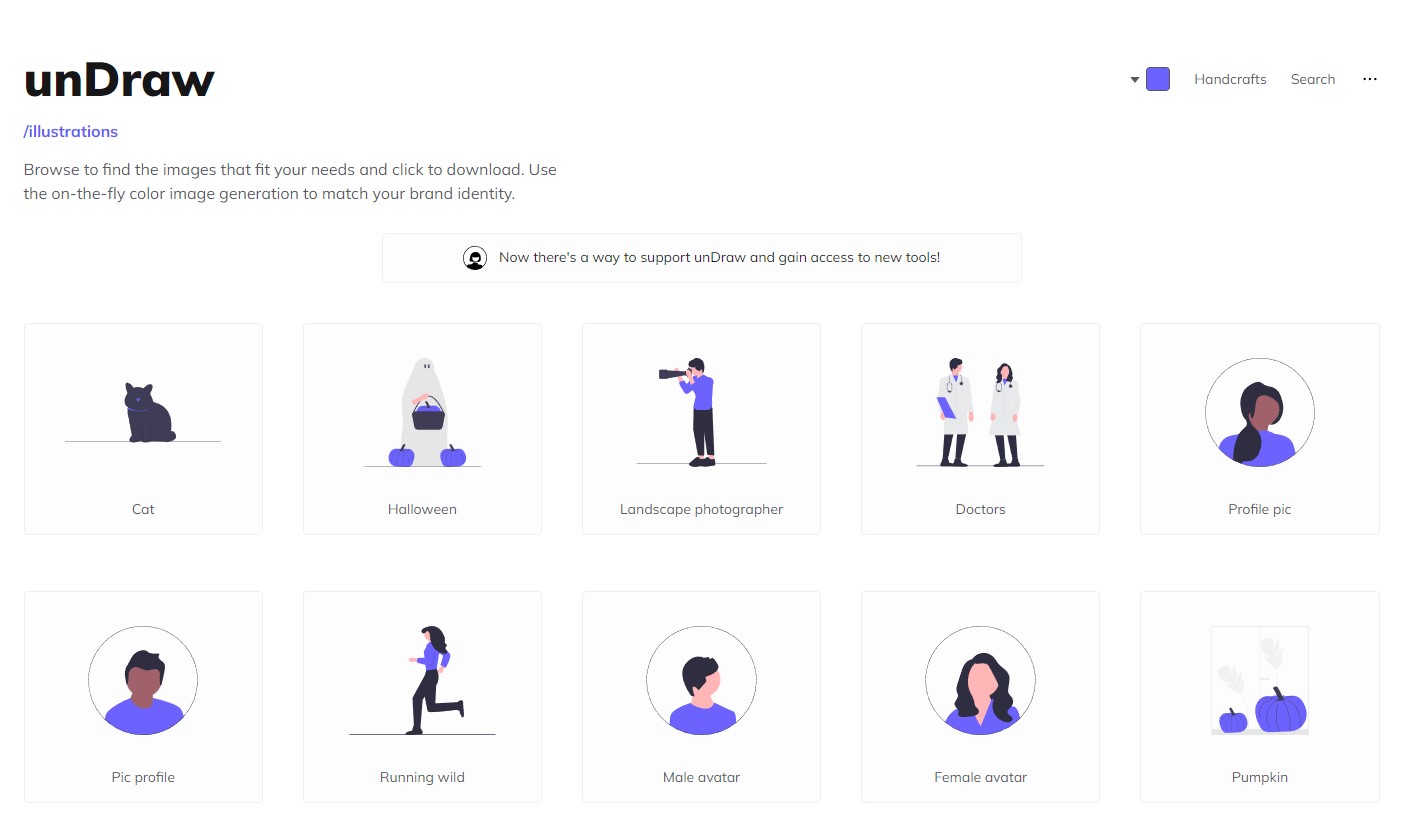 unDraw
Handcrafts
Search
/illustrations
Browse to find the images that fit your needs and click to download. Use
the on-the-fly color image generation to match your brand identity.
Now there's a way to support unDraw and gain access to new tools!
Cat
Halloween
Landscape photographer
Doctors
Profile pic
Pic profile
Running wild
Male avatar
Female avatar
Pumpkin